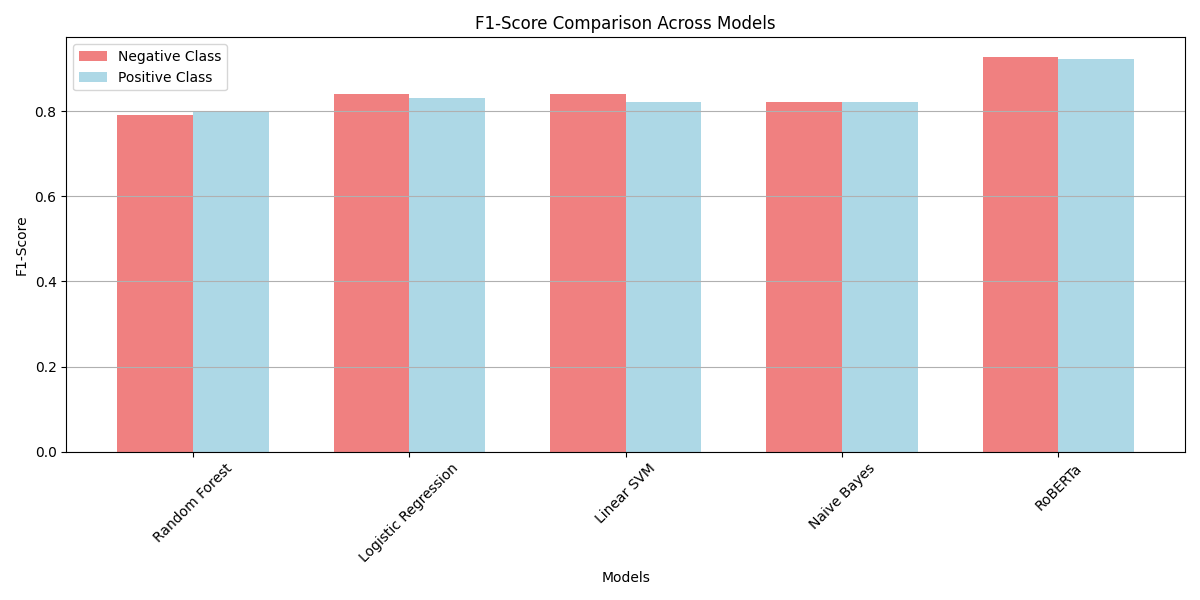 F1-Score Comparison Across Models
Negative Class
Positive Class
0.8
0.6
0.4
0.2
0.0
F1-Score
Random Forest
Logistic Regression
Linear SVM
Naive Bayes
RoBERTa
Models